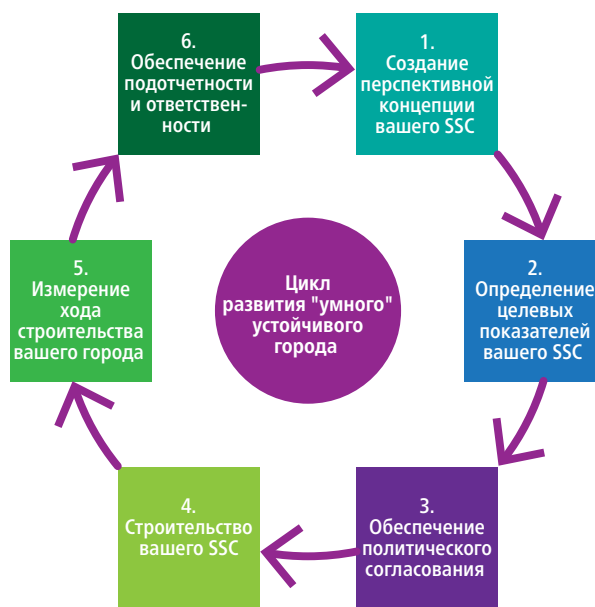 6.
Обеспечение
подотчетности
и ответствен-
ности
1.
Создание
перспективной
концепции
вашего SSC
5.
Измерение
хода
строительства
вашего города
Цикл
развития "умного"
устойчивого
города
2.
Определение
целевых
показателей
вашего SSC
4.
Строительство
вашего SSC
3.
Обеспечение
политического
согласования